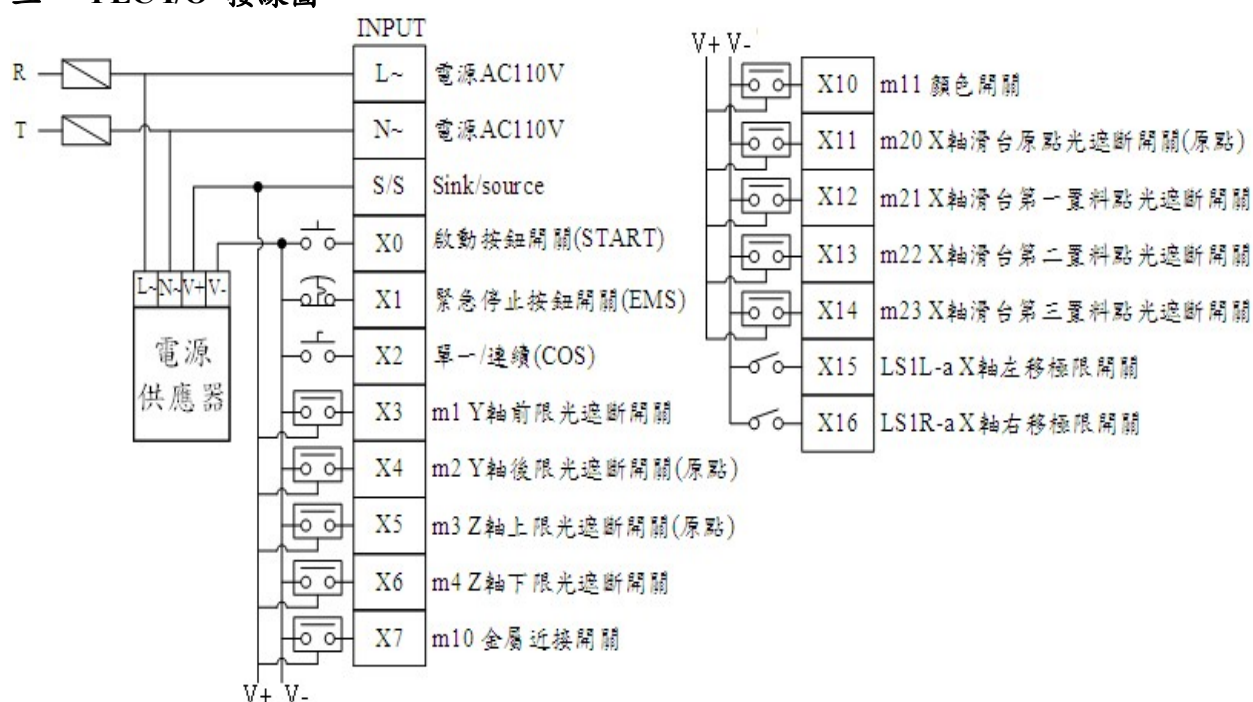 INPUT
R
L~ 電源AC110V
T
N~ 電源AC110V
S/S Sink/source
X0 啟動按鈕開關(START)
X1 緊急停止按鈕開關(EMS)
X2 單一/連續(COS)
X3 m1 Y軸前限光遮斷開關
X4 m2 Y軸後限光遮斷開關(原點)
X5 m3 Z軸上限光遮斷開關(原點)
X6 m4 Z軸下限光遮斷開關
X7 m10 金屬近接開關
L~ N~ V+ V-
電源
供應器
V+ V-
V+ V-
X10 m11 顏色開關
X11 m20 X軸滑台原點光遮斷開關(原點)
X12 m21 X軸滑台第一置料點光遮斷開關
X13 m22 X軸滑台第二置料點光遮斷開關
X14 m23 X軸滑台第三置料點光遮斷開關
X15 LS1L-a X軸左移極限開關
X16 LS1R-a X軸右移極限開關